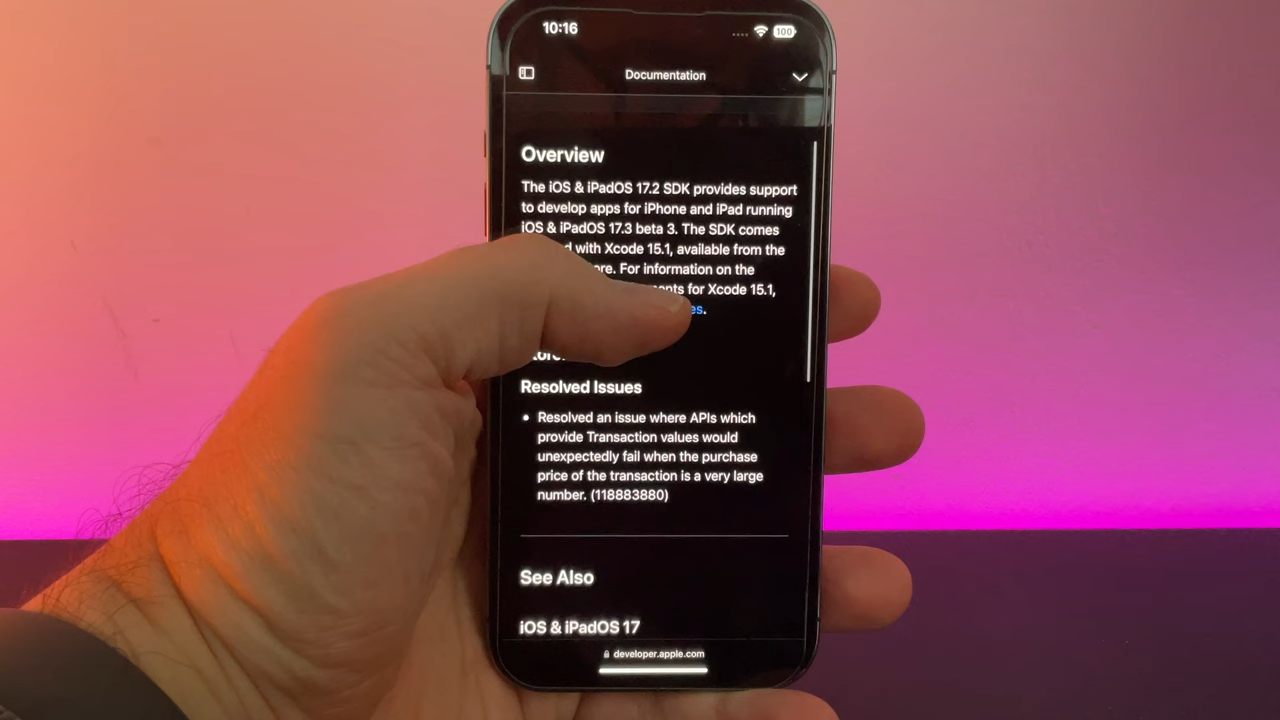 10:16
100
Documentation
Overview
The iOS & iPadOS 17.2 SDK provides support
to develop apps for iPhone and iPad running
iOS & iPadOS 17.3 beta 3. The SDK comes
with Xcode 15.1, available from the
For information on the
for Xcode 15.1,
Resolved Issues
• Resolved an issue where APIs which
provide Transaction values would
unexpectedly fail when the purchase
price of the transaction is a very large
number. (118883880)
See Also
iOS & iPadOS 17
developer.apple.com